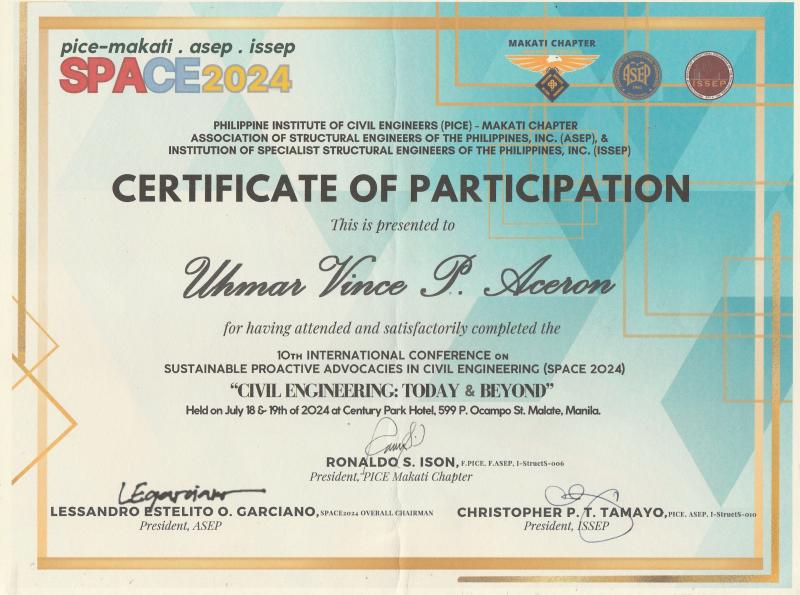 pice-makati . asep . issep
SPACE2024
MAKATI CHAPTER
ASEP
ISSEP
PHILIPPINE INSTITUTE OF CIVIL ENGINEERS (PICE) - MAKATI CHAPTER
ASSOCIATION OF STRUCTURAL ENGINEERS OF THE PHILIPPINES, INC. (ASEP), &
INSTITUTION OF SPECIALIST STRUCTURAL ENGINEERS OF THE PHILIPPINES, INC. (ISSEP)
CERTIFICATE OF PARTICIPATION
This is presented to
Uhmar Vince P. Aceron
for having attended and satisfactorily completed the
10TH INTERNATIONAL CONFERENCE ON
SUSTAINABLE PROACTIVE ADVOCACIES IN CIVIL ENGINEERING (SPACE 2024)
“CIVIL ENGINEERING: TODAY & BEYOND”
Held on July 18 & 19th of 2024 at Century Park Hotel, 599 P. Ocampo St. Malate, Manila.
RONALDO S. ISON, F.PICE, F.ASEP, I-StructS-006
President, PICE Makati Chapter
LEgarciano
LESSANDRO ESTELITO O. GARCIANO, SPACE2024 OVERALL CHAIRMAN
President, ASEP
CHRISTOPHER P. T. TAMAYO, PICE, ASEP, I-StructS-010
President, ISSEP